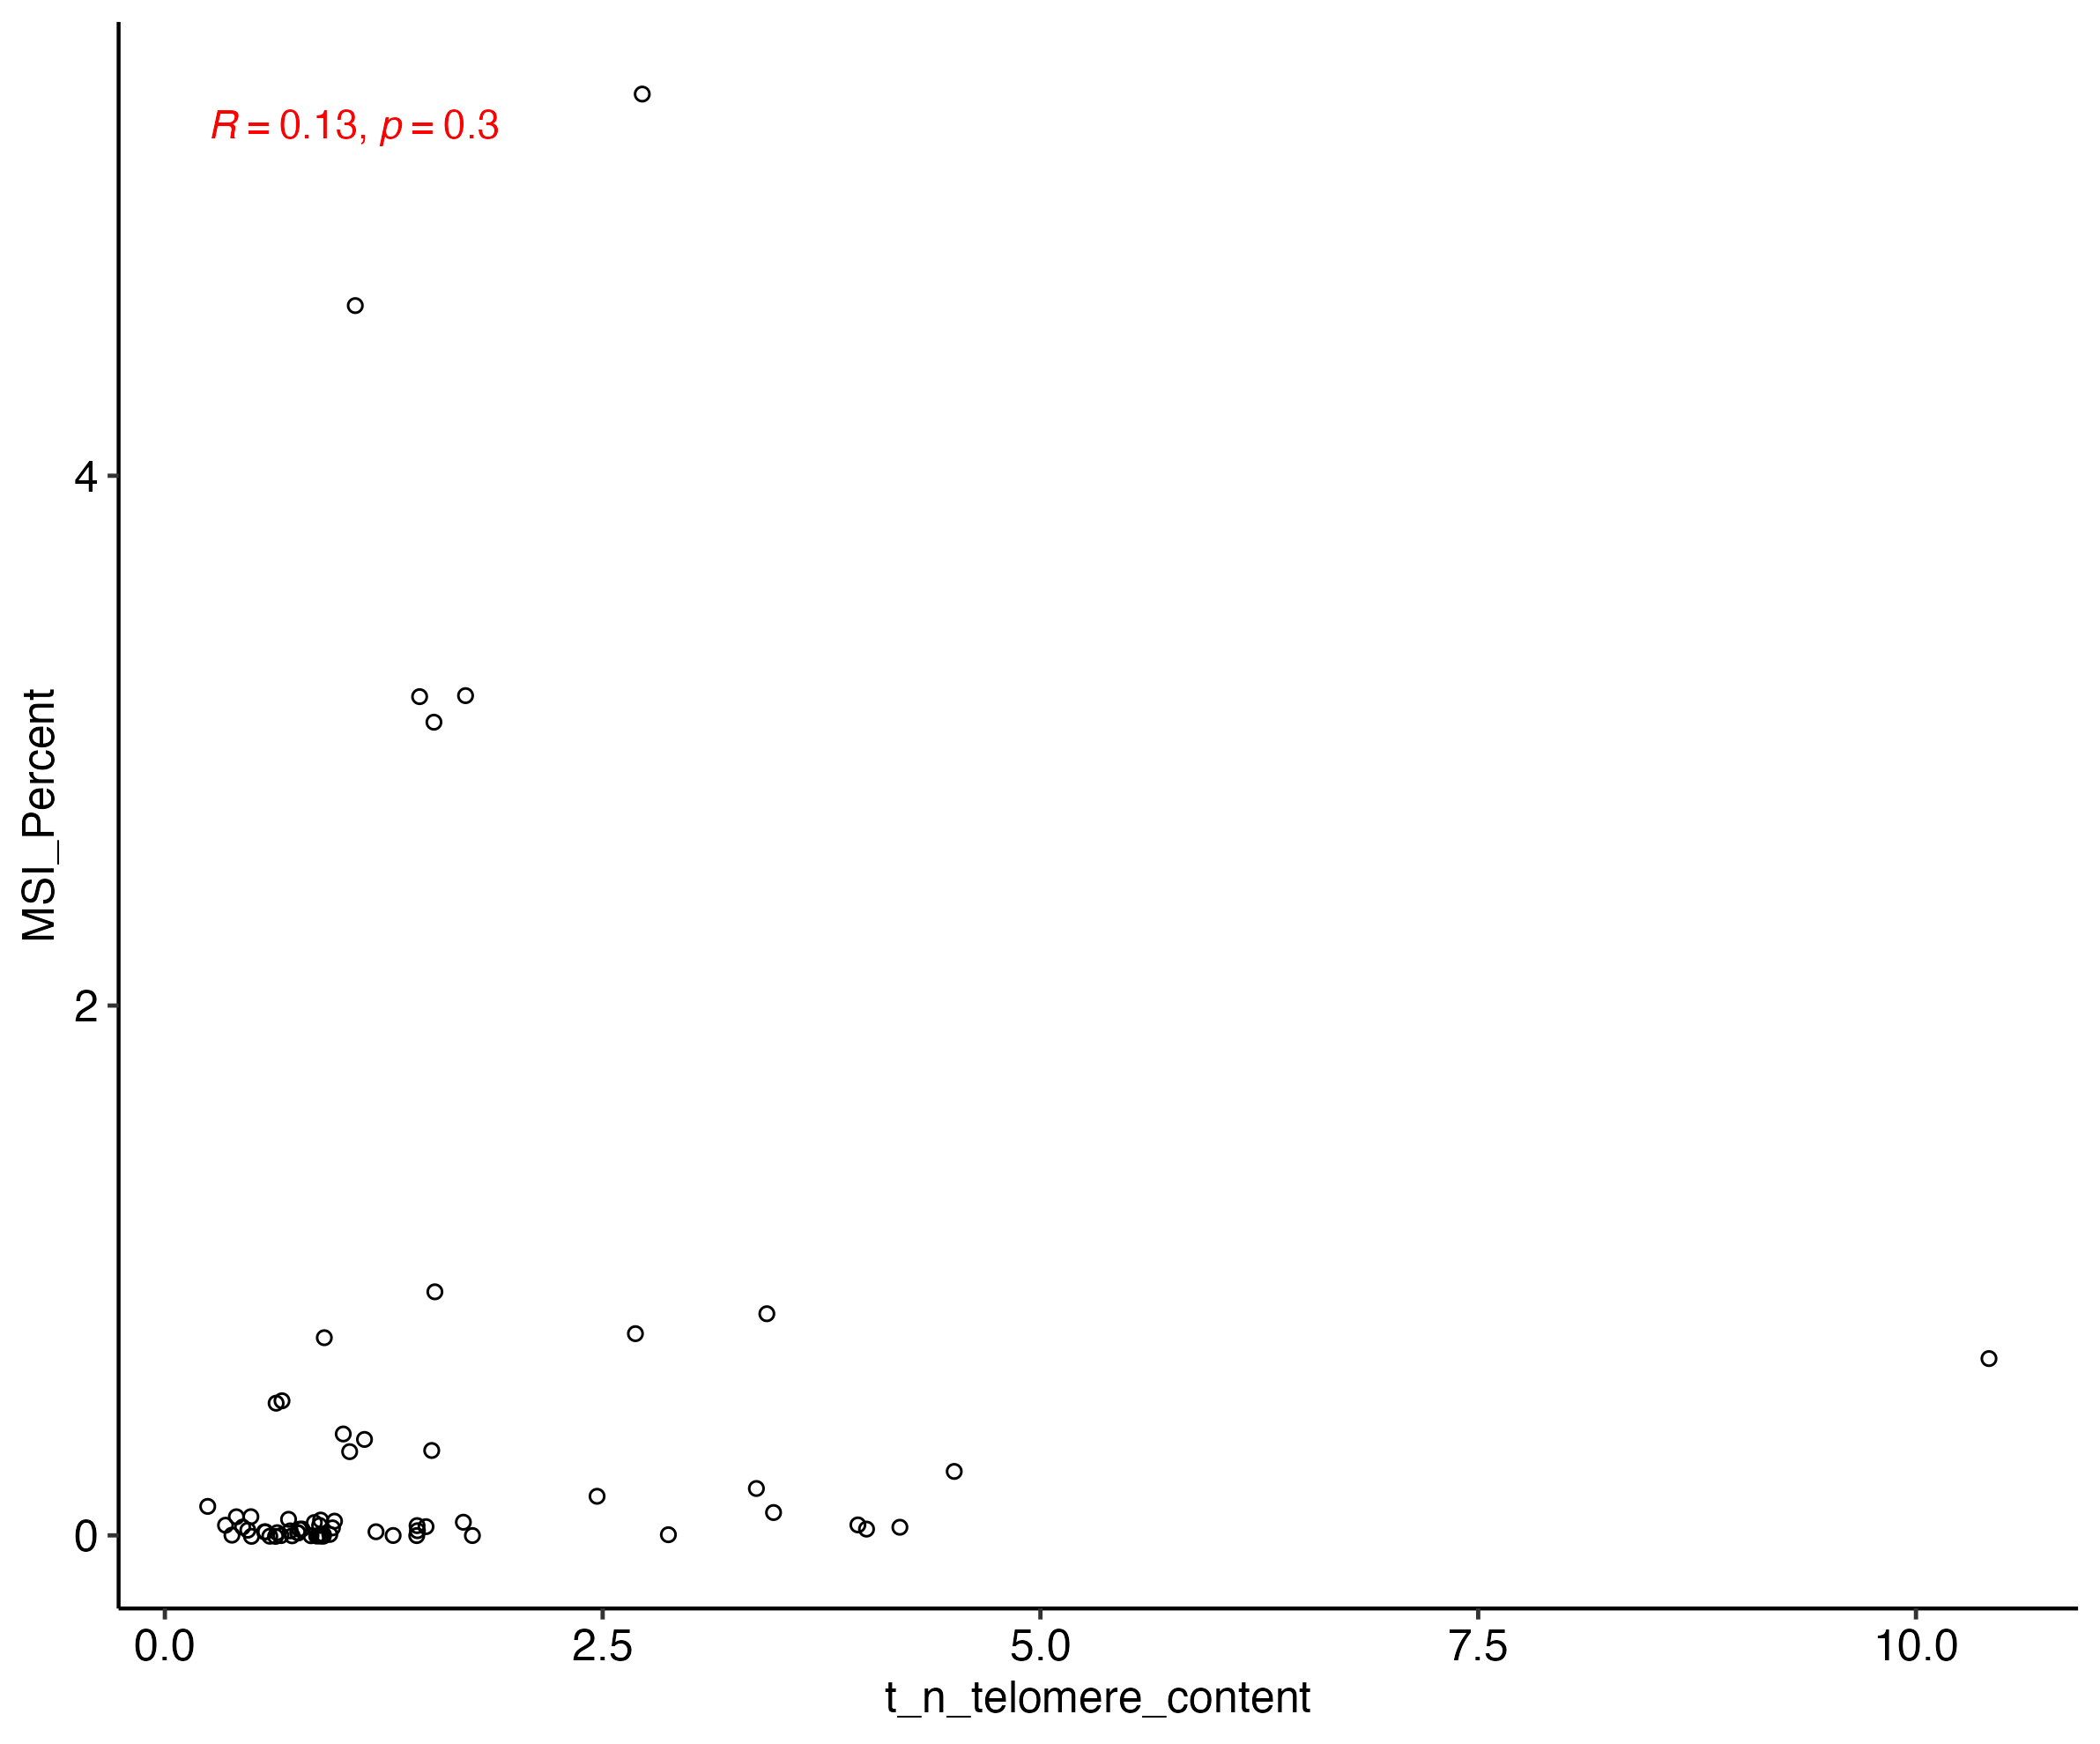 R = 0.13, p = 0.3
MSI_Percent
4
2
0
0.0 2.5 5.0 7.5 10.0
t_n_telomere_content